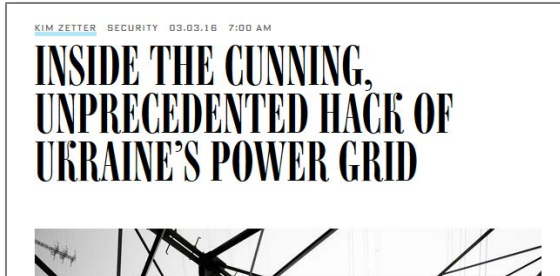 KIM ZETTER SECURITY 03.03.16 7:00 AM
INSIDE THE CUNNING,
UNPRECEDENTED HACK OF
UKRAINE'S POWER GRID